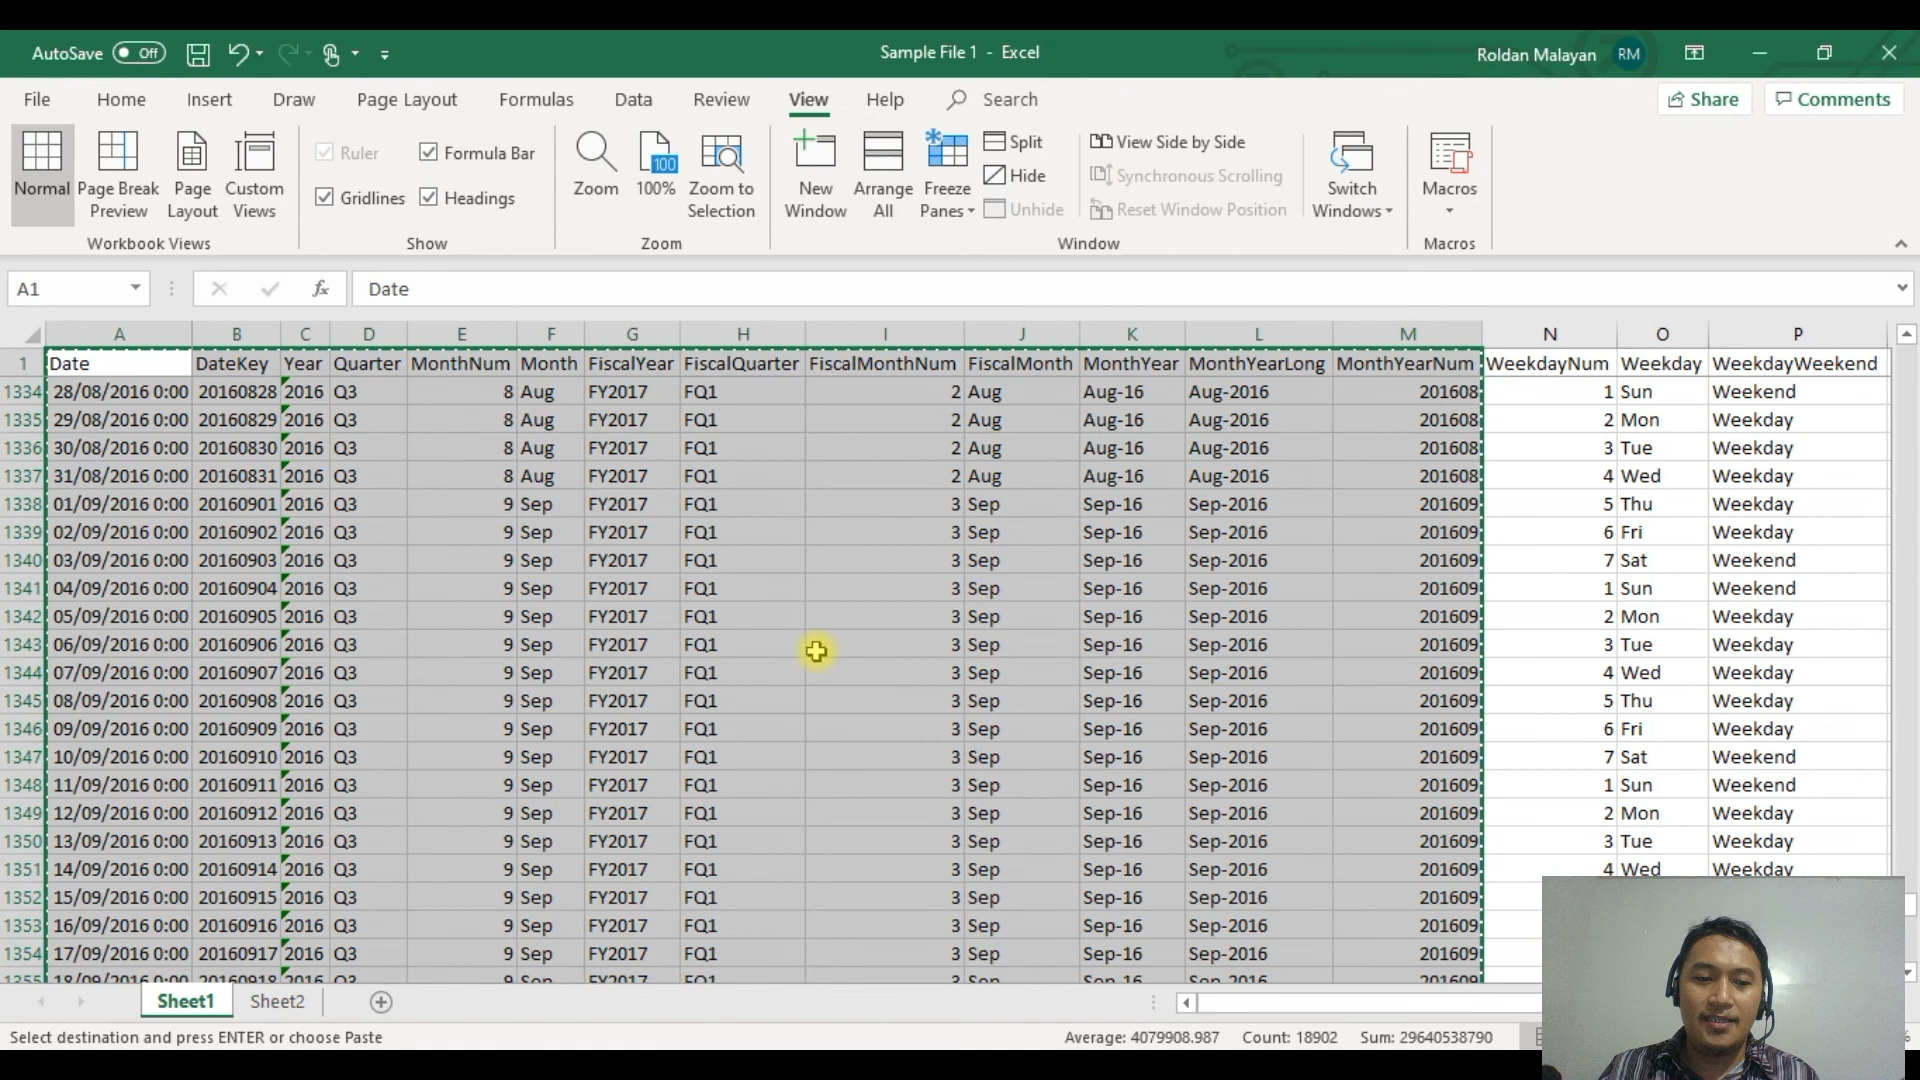 AutoSave Off Sample File 1 - Excel Roldan Malayan RM
File Home Insert Draw Page Layout Formulas Data Review View Help Search Share Comments
Normal Page Break Preview Page Layout Custom Views
Workbook Views
Ruler Formula Bar
Gridlines Headings
Show
Zoom 100 100% Zoom to Selection
Zoom
New Window Arrange All Freeze Panes
Split
Hide
Unhide
View Side by Side
Synchronous Scrolling
Reset Window Position
Switch Windows
Window
Macros
Macros
A1 fx Date
A B C D E F G H I J K L M N O P
1 Date DateKey Year Quarter MonthNum Month FiscalYear FiscalQuarter FiscalMonthNum FiscalMonth MonthYear MonthYearLong MonthYearNum WeekdayNum Weekday WeekdayWeekend
1334 28/08/2016 0:00 20160828 2016 Q3 8 Aug FY2017 FQ1 2 Aug Aug-16 Aug-2016 201608 1 Sun Weekend
1335 29/08/2016 0:00 20160829 2016 Q3 8 Aug FY2017 FQ1 2 Aug Aug-16 Aug-2016 201608 2 Mon Weekday
1336 30/08/2016 0:00 20160830 2016 Q3 8 Aug FY2017 FQ1 2 Aug Aug-16 Aug-2016 201608 3 Tue Weekday
1337 31/08/2016 0:00 20160831 2016 Q3 8 Aug FY2017 FQ1 2 Aug Aug-16 Aug-2016 201608 4 Wed Weekday
1338 01/09/2016 0:00 20160901 2016 Q3 9 Sep FY2017 FQ1 3 Sep Sep-16 Sep-2016 201609 5 Thu Weekday
1339 02/09/2016 0:00 20160902 2016 Q3 9 Sep FY2017 FQ1 3 Sep Sep-16 Sep-2016 201609 6 Fri Weekday
1340 03/09/2016 0:00 20160903 2016 Q3 9 Sep FY2017 FQ1 3 Sep Sep-16 Sep-2016 201609 7 Sat Weekend
1341 04/09/2016 0:00 20160904 2016 Q3 9 Sep FY2017 FQ1 3 Sep Sep-16 Sep-2016 201609 1 Sun Weekend
1342 05/09/2016 0:00 20160905 2016 Q3 9 Sep FY2017 FQ1 3 Sep Sep-16 Sep-2016 201609 2 Mon Weekday
1343 06/09/2016 0:00 20160906 2016 Q3 9 Sep FY2017 FQ1 3 Sep Sep-16 Sep-2016 201609 3 Tue Weekday
1344 07/09/2016 0:00 20160907 2016 Q3 9 Sep FY2017 FQ1 3 Sep Sep-16 Sep-2016 201609 4 Wed Weekday
1345 08/09/2016 0:00 20160908 2016 Q3 9 Sep FY2017 FQ1 3 Sep Sep-16 Sep-2016 201609 5 Thu Weekday
1346 09/09/2016 0:00 20160909 2016 Q3 9 Sep FY2017 FQ1 3 Sep Sep-16 Sep-2016 201609 6 Fri Weekday
1347 10/09/2016 0:00 20160910 2016 Q3 9 Sep FY2017 FQ1 3 Sep Sep-16 Sep-2016 201609 7 Sat Weekend
1348 11/09/2016 0:00 20160911 2016 Q3 9 Sep FY2017 FQ1 3 Sep Sep-16 Sep-2016 201609 1 Sun Weekend
1349 12/09/2016 0:00 20160912 2016 Q3 9 Sep FY2017 FQ1 3 Sep Sep-16 Sep-2016 201609 2 Mon Weekday
1350 13/09/2016 0:00 20160913 2016 Q3 9 Sep FY2017 FQ1 3 Sep Sep-16 Sep-2016 201609 3 Tue Weekday
1351 14/09/2016 0:00 20160914 2016 Q3 9 Sep FY2017 FQ1 3 Sep Sep-16 Sep-2016 201609 4 Wed Weekday
1352 15/09/2016 0:00 20160915 2016 Q3 9 Sep FY2017 FQ1 3 Sep Sep-16 Sep-2016 201609
1353 16/09/2016 0:00 20160916 2016 Q3 9 Sep FY2017 FQ1 3 Sep Sep-16 Sep-2016 201609
1354 17/09/2016 0:00 20160917 2016 Q3 9 Sep FY2017 FQ1 3 Sep Sep-16 Sep-2016 201609
1355 18/09/2016 0:00 20160918 2016 Q3 9 Sep FY2017 FQ1 3 Sep Sep-16 Sep-2016 201609
Sheet1 Sheet2
Select destination and press ENTER or choose Paste Average: 4079908.987 Count: 18902 Sum: 29640538790